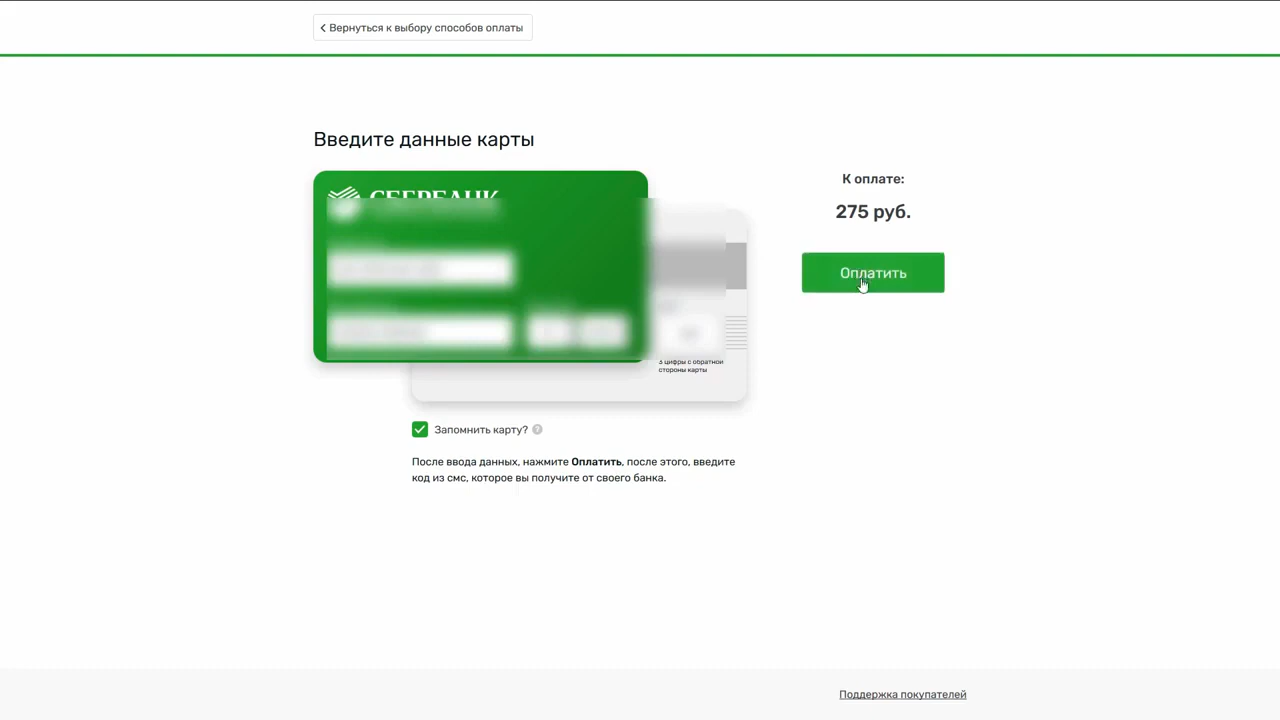 Вернуться к выбору способов оплаты
Введите данные карты
СБЕРБАНК
К оплате:
275 руб.
Оплатить
3 цифры с обратной
стороны карты
Запомнить карту? ?
После ввода данных, нажмите Оплатить, после этого, введите
код из смс, которое вы получите от своего банка.
Поддержка покупателей